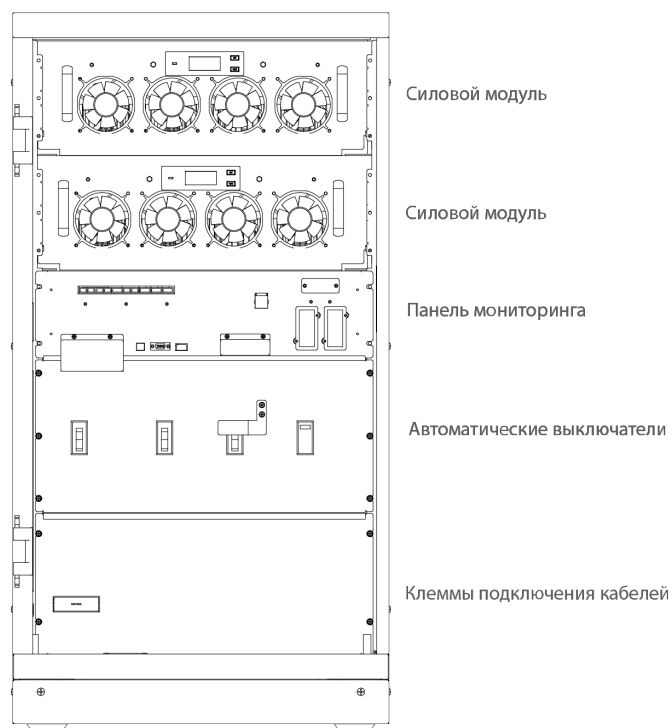 Силовой модуль
Силовой модуль
Панель мониторинга
Автоматические выключатели
Клеммы подключения кабелей